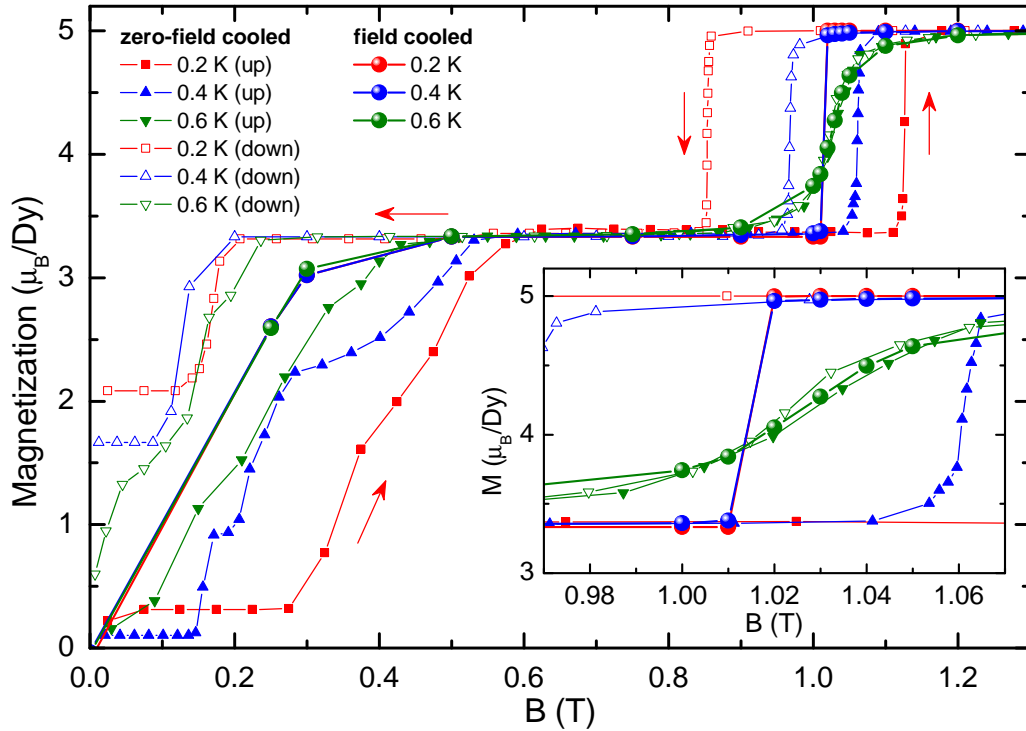 zero-field cooled
0.2 K (up)
0.4 K (up)
0.6 K (up)
0.2 K (down)
0.4 K (down)
0.6 K (down)
field cooled
0.2 K
0.4 K
0.6 K
Magnetization (μB/Dy)
5
4
3
2
1
0
0.0 0.2 0.4 0.6 0.8 1.0 1.2
B (T)
M (μB/Dy)
5
4
3
0.98 1.00 1.02 1.04 1.06
B (T)